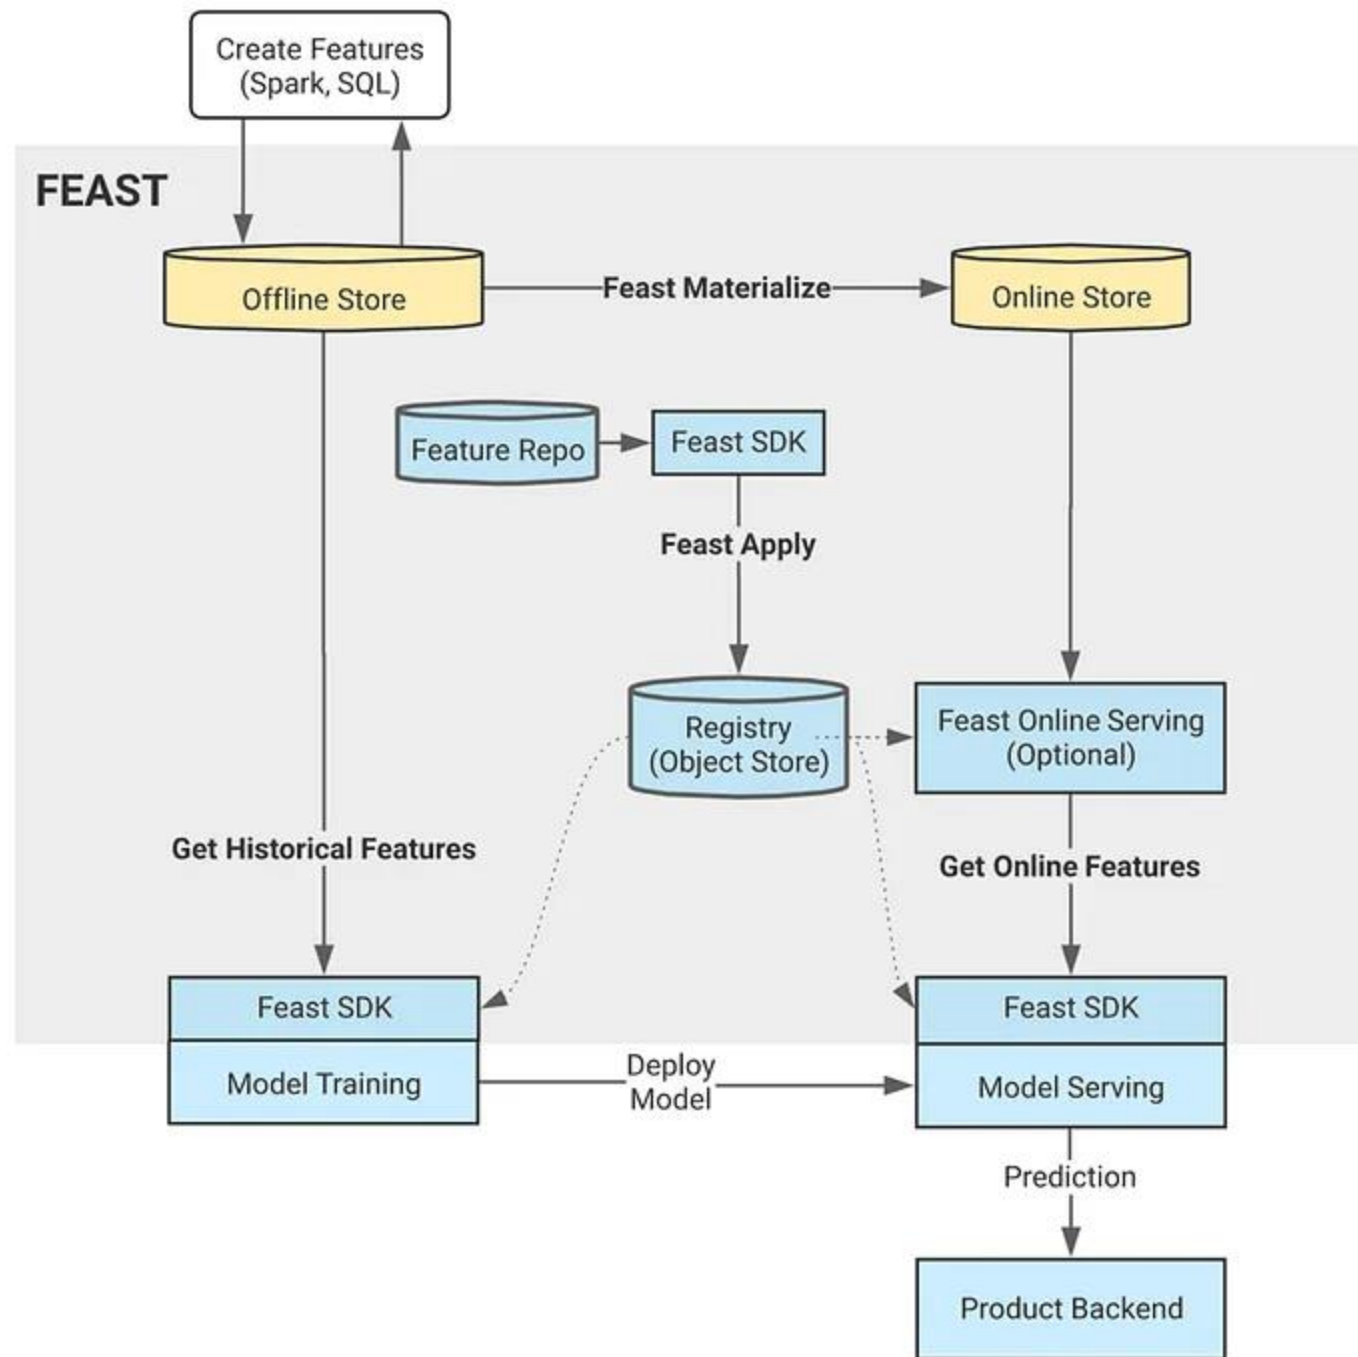 Create Features
(Spark, SQL)
FEAST
Offline Store
Feast Materialize
Online Store
Feature Repo
Feast SDK
Feast Apply
Registry
(Object Store)
Feast Online Serving
(Optional)
Get Historical Features
Get Online Features
Feast SDK
Feast SDK
Model Training
Deploy
Model
Model Serving
Prediction
Product Backend